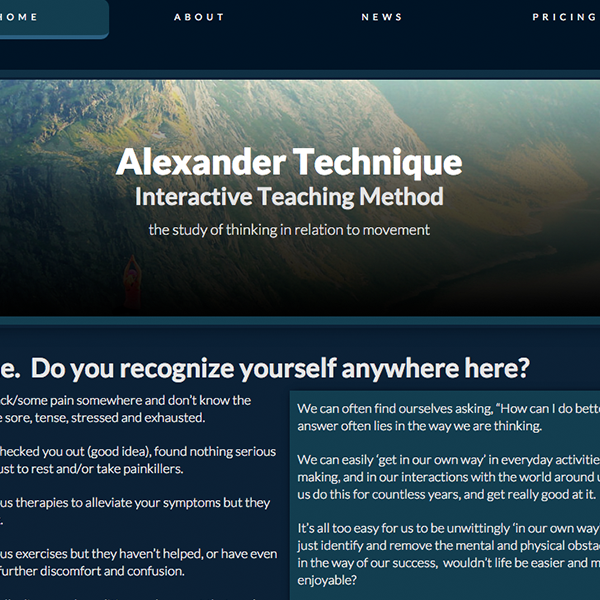 HOME ABOUT NEWS PRICING
Alexander Technique
Interactive Teaching Method
the study of thinking in relation to movement
e. Do you recognize yourself anywhere here?
ck/some pain somewhere and don't know the
e sore, tense, stressed and exhausted.
hecked you out (good idea), found nothing serious
ust to rest and/or take painkillers.
us therapies to alleviate your symptoms but they
.
us exercises but they haven't helped, or have even
further discomfort and confusion.
We can often find ourselves asking, “How can I do bett
answer often lies in the way we are thinking.
We can easily ‘get in our own way’ in everyday activitie
making, and in our interactions with the world around
us do this for countless years, and get really good at it.
It’s all too easy for us to be unwittingly ‘in our own way
just identify and remove the mental and physical obsta
in the way of our success, wouldn’t life be easier and m
enjoyable?